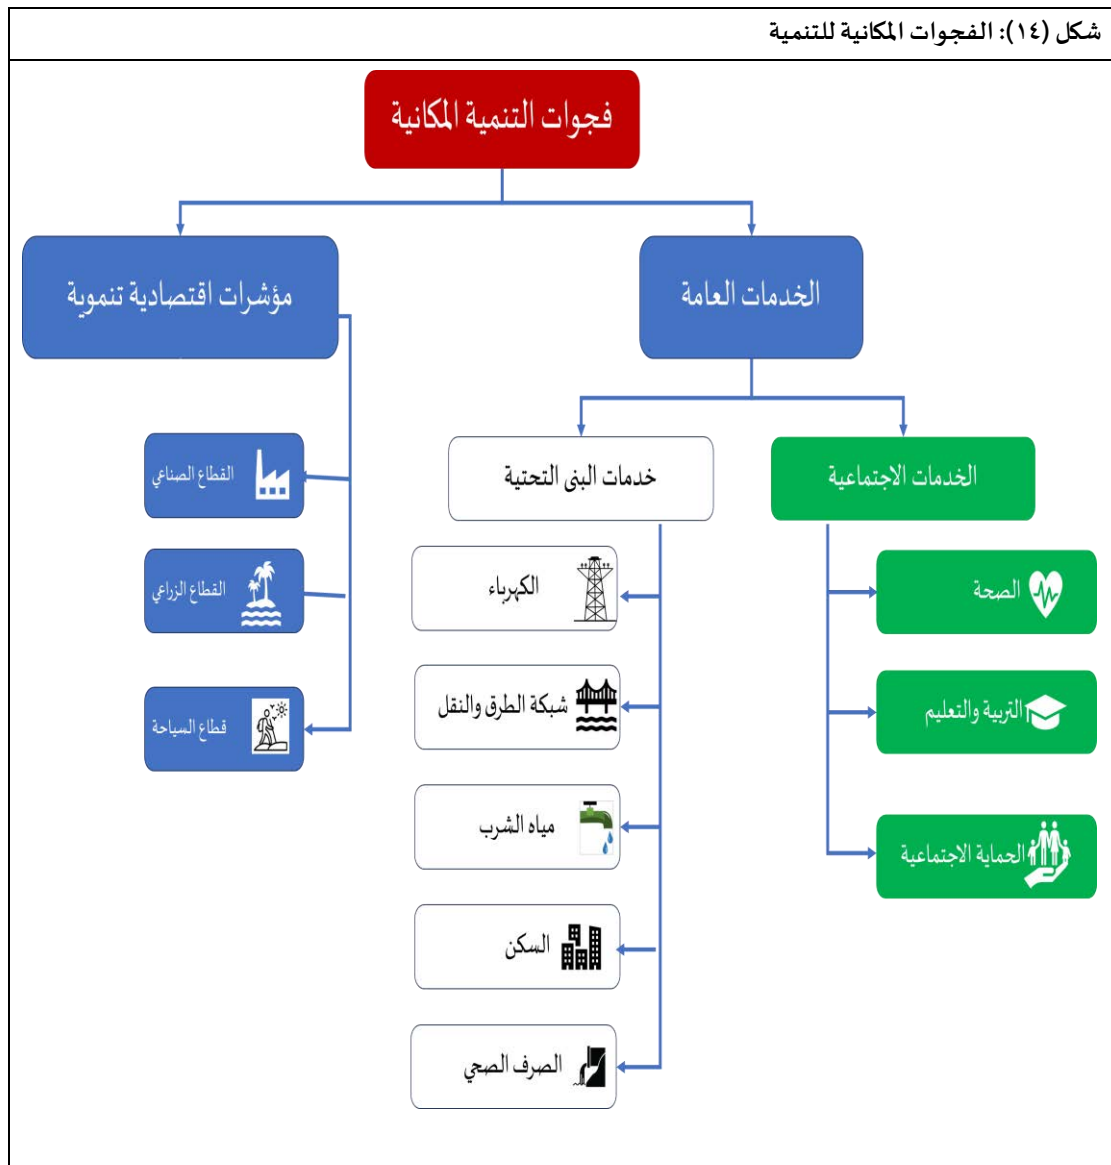 شكل (١٤): الفجوات المكانية للتنمية
فجوات التنمية المكانية
الخدمات العامة
مؤشرات اقتصادية تنموية
الخدمات الاجتماعية
خدمات البنى التحتية
الصحة
التربية والتعليم
الحماية الاجتماعية
الكهرباء
شبكة الطرق والنقل
مياه الشرب
السكن
الصرف الصحي
القطاع الصناعي
القطاع الزراعي
قطاع السياحة